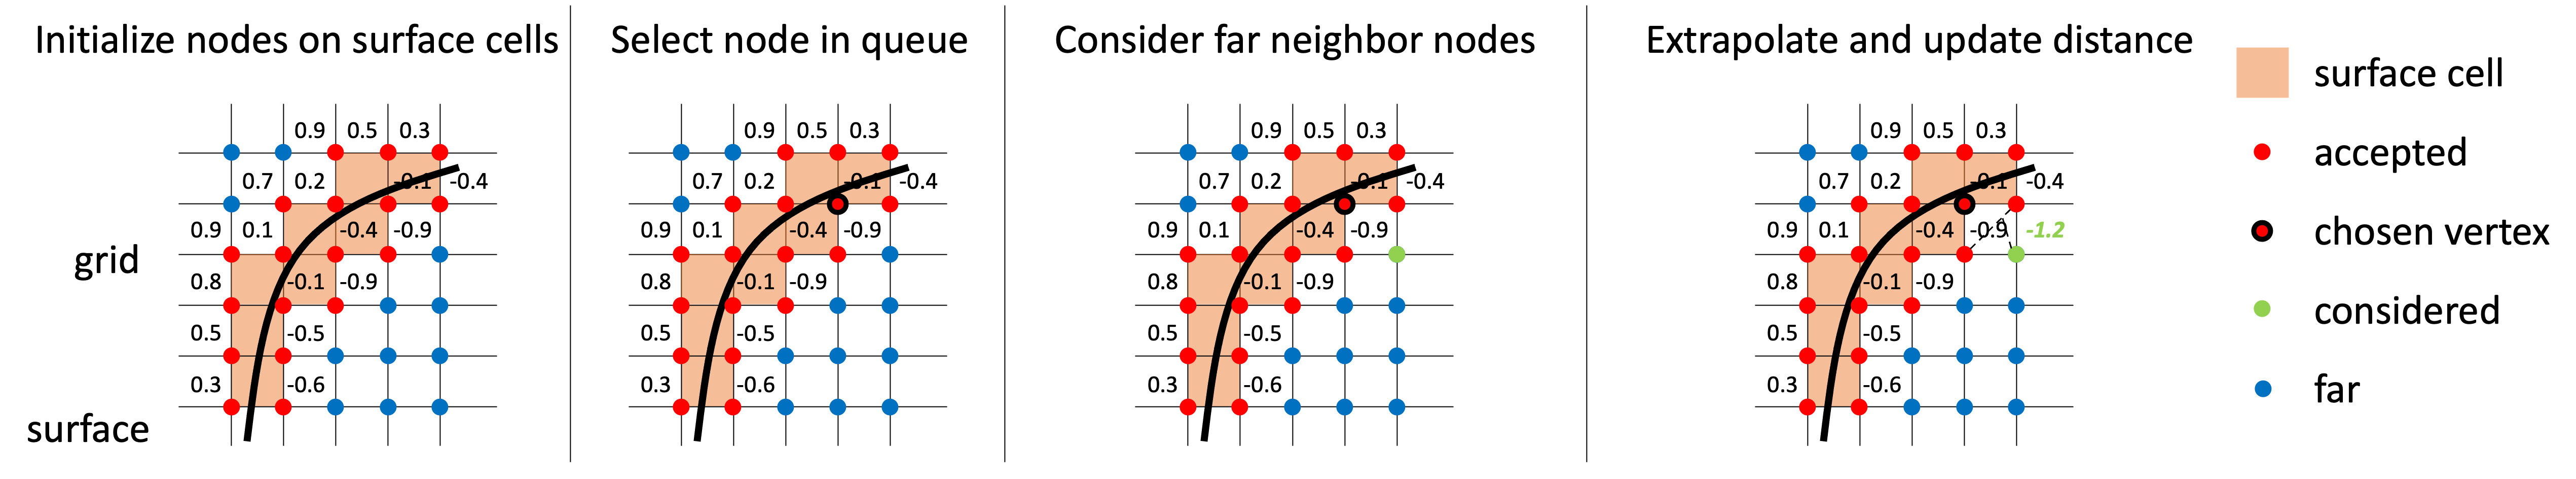 Initialize nodes on surface cells
0.9 0.5 0.3
0.7 0.2 -0.1 -0.4
0.9 0.1 -0.4 -0.9
grid
0.8 -0.1 -0.9
0.5 -0.5
0.3 -0.6
surface
Select node in queue
0.9 0.5 0.3
0.7 0.2 -0.1 -0.4
0.9 0.1 -0.4 -0.9
0.8 -0.1 -0.9
0.5 -0.5
0.3 -0.6
Consider far neighbor nodes
0.9 0.5 0.3
0.7 0.2 -0.1 -0.4
0.9 0.1 -0.4 -0.9
0.8 -0.1 -0.9
0.5 -0.5
0.3 -0.6
Extrapolate and update distance
0.9 0.5 0.3
0.7 0.2 -0.1 -0.4
0.9 0.1 -0.4 -0.9 -1.2
0.8 -0.1 -0.9
0.5 -0.5
0.3 -0.6
surface cell
accepted
chosen vertex
considered
far